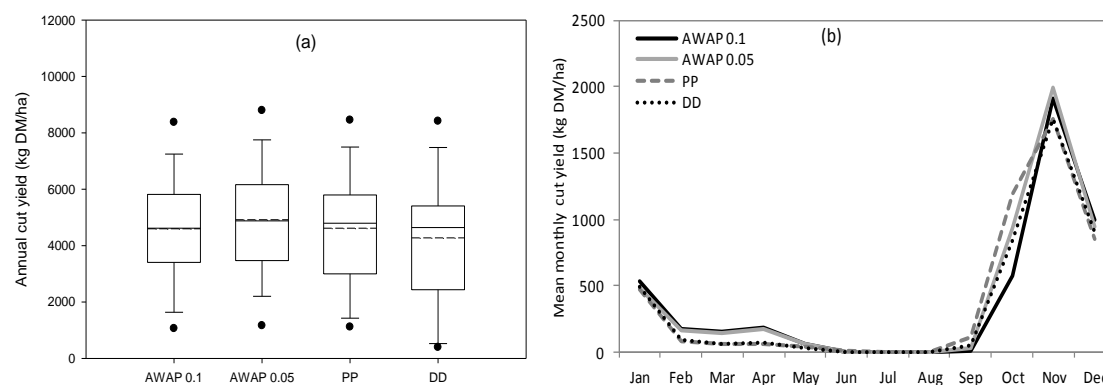 (a)
Annual cut yield (kg DM/ha)
12000
10000
8000
6000
4000
2000
0
AWAP 0.1 AWAP 0.05 PP DD
(b)
AWAP 0.1
AWAP 0.05
PP
DD
Mean monthly cut yield (kg DM/ha)
2500
2000
1500
1000
500
0
Jan Feb Mar Apr May Jun Jul Aug Sep Oct Nov Dec